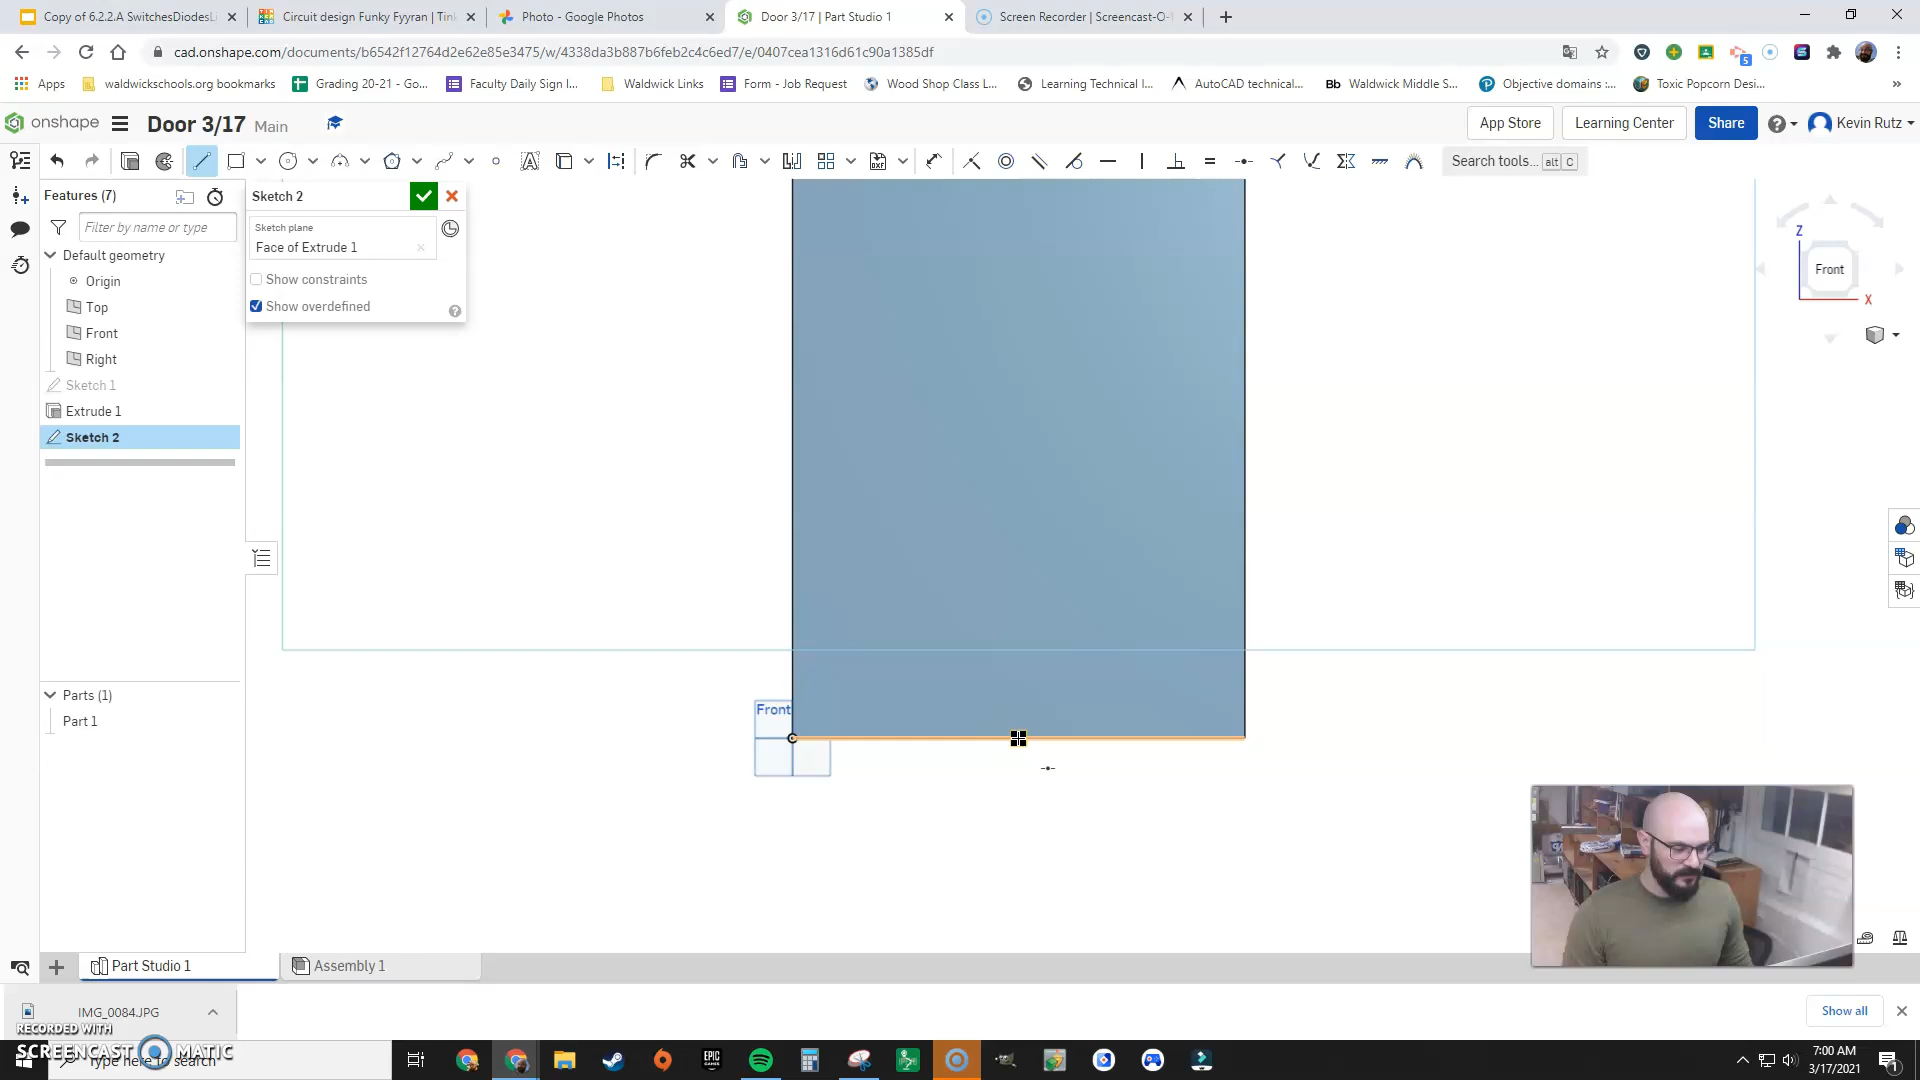 Copy of 6.2.2.A SwitchesDiodesLi
Circuit design Funky Fyyran | Tink
Photo - Google Photos
Door 3/17 | Part Studio 1
Screen Recorder | Screencast-O-
cad.onshape.com/documents/b6542f12764d2e62e85e3475/w/4338da3b887b6feb2c4c6ed7/e/0407cea1316d61c90a1385df
Apps
waldwickschools.org bookmarks
Grading 20-21 - Go...
Faculty Daily Sign I...
Waldwick Links
Form - Job Request
Wood Shop Class L...
Learning Technical I...
AutoCAD technical...
Bb Waldwick Middle S...
Objective domains :...
Toxic Popcorn Desi...
onshape
Door 3/17 Main
App Store
Learning Center
Share
Kevin Rutz
Search tools... alt C
Features (7)
Filter by name or type
Default geometry
Origin
Top
Front
Right
Sketch 1
Extrude 1
Sketch 2
Sketch 2
Sketch plane
Face of Extrude 1
Show constraints
Show overdefined
Z
Front
X
Front
Parts (1)
Part 1
Part Studio 1
Assembly 1
IMG_0084.JPG
Show all
RECORDED WITH
SCREENCAST MATIC
Type here to search
EPIC GAMES
7:00 AM
3/17/2021